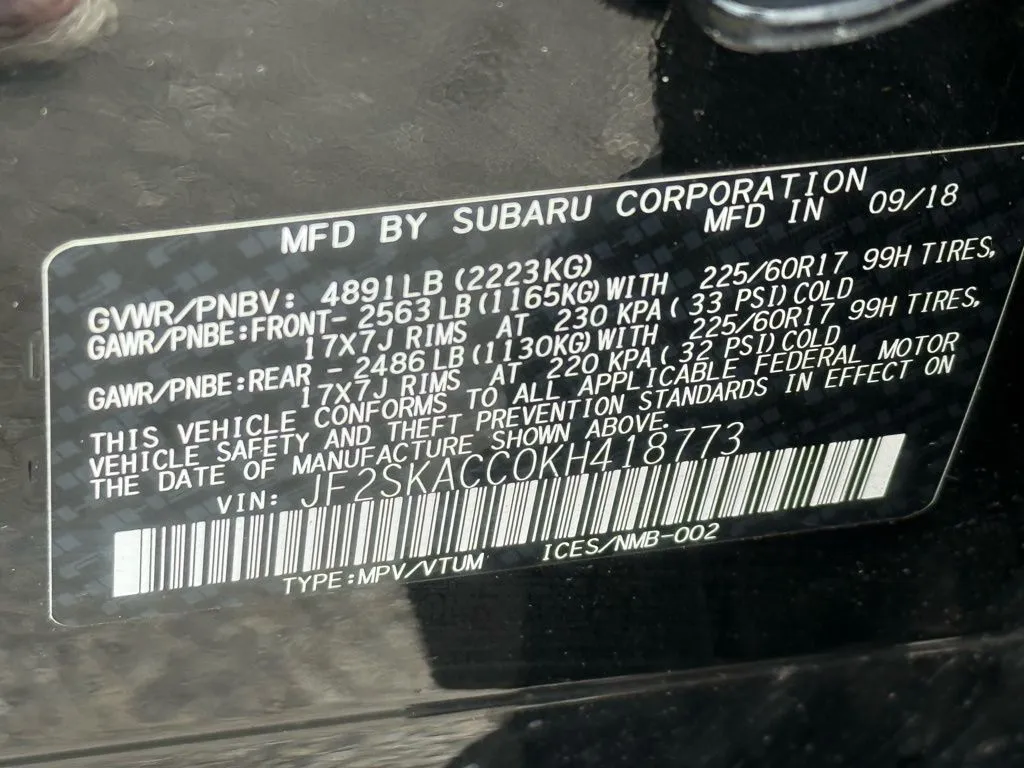 MFD BY SUBARU CORPORATION
MFD IN 09/18
GVWR/PNBV: 4891LB (2223KG)
GAWR/PNBE:FRONT- 2563LB (1165KG) WITH 225/60R17 99H TIRES,
17X7J RIMS AT 230 KPA( 33 PSI) COLD
GAWR/PNBE:REAR - 2486LB (1130KG) WITH 225/60R17 99H TIRES,
17X7J RIMS AT 220 KPA( 32 PSI) COLD
THIS VEHICLE CONFORMS TO ALL APPLICABLE FEDERAL MOTOR
VEHICLE SAFETY AND THEFT PREVENTION STANDARDS IN EFFECT ON
THE DATE OF MANUFACTURE SHOWN ABOVE.
VIN: JF2SKACC0KH418773
TYPE:MPV/VTUM ICES/NMB-002